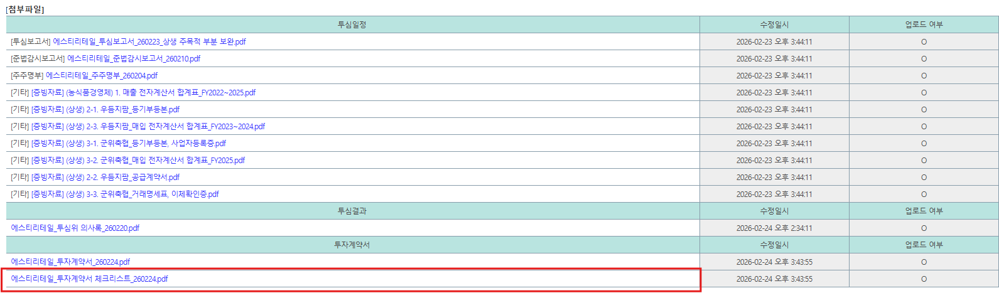 [첨부파일]
투심일정 수정일시 업로드 여부
[투심보고서] 에스티리테일_투심보고서_260223_상생 주목적 부분 보완.pdf 2026-02-23 오후 3:44:11 O
[준법감시보고서] 에스티리테일_준법감시보고서_260210.pdf 2026-02-23 오후 3:44:11 O
[주주명부] 에스티리테일_주주명부_260204.pdf 2026-02-23 오후 3:44:11 O
[기타] [증빙자료] (농식품경영체) 1. 매출 전자계산서 합계표_FY2022~2025.pdf 2026-02-23 오후 3:44:11 O
[기타] [증빙자료] (상생) 2-1. 우듬지팜_등기부등본.pdf 2026-02-23 오후 3:44:11 O
[기타] [증빙자료] (상생) 2-3. 우듬지팜_매입 전자계산서 합계표_FY2023~2024.pdf 2026-02-23 오후 3:44:11 O
[기타] [증빙자료] (상생) 3-1. 군위축협_등기부등본, 사업자등록증.pdf 2026-02-23 오후 3:44:11 O
[기타] [증빙자료] (상생) 3-2. 군위축협_매입 전자계산서 합계표_FY2025.pdf 2026-02-23 오후 3:44:11 O
[기타] [증빙자료] (상생) 2-2. 우듬지팜_공급계약서.pdf 2026-02-23 오후 3:44:11 O
[기타] [증빙자료] (상생) 3-3. 군위축협_거래명세표, 이체확인증.pdf 2026-02-23 오후 3:44:11 O
투심결과 수정일시 업로드 여부
에스티리테일_투심위 의사록_260220.pdf 2026-02-24 오후 2:34:11 O
투자계약서 수정일시 업로드 여부
에스티리테일_투자계약서_260224.pdf 2026-02-24 오후 3:43:55 O
에스티리테일_투자계약서 체크리스트_260224.pdf 2026-02-24 오후 3:43:55 O